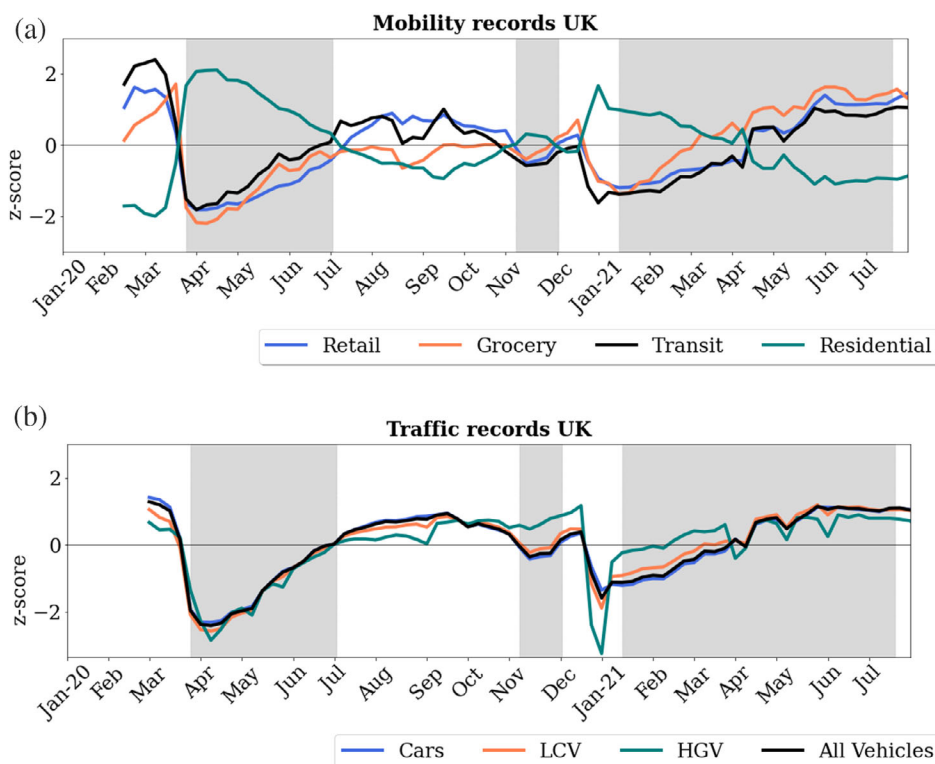 (a)
Mobility records UK
z-score
2
0
−2
Jan-20 Feb Mar Apr May Jun Jul Aug Sep Oct Nov Dec Jan-21 Feb Mar Apr May Jun Jul
Retail Grocery Transit Residential
(b)
Traffic records UK
z-score
2
0
−2
Jan-20 Feb Mar Apr May Jun Jul Aug Sep Oct Nov Dec Jan-21 Feb Mar Apr May Jun Jul
Cars LCV HGV All Vehicles